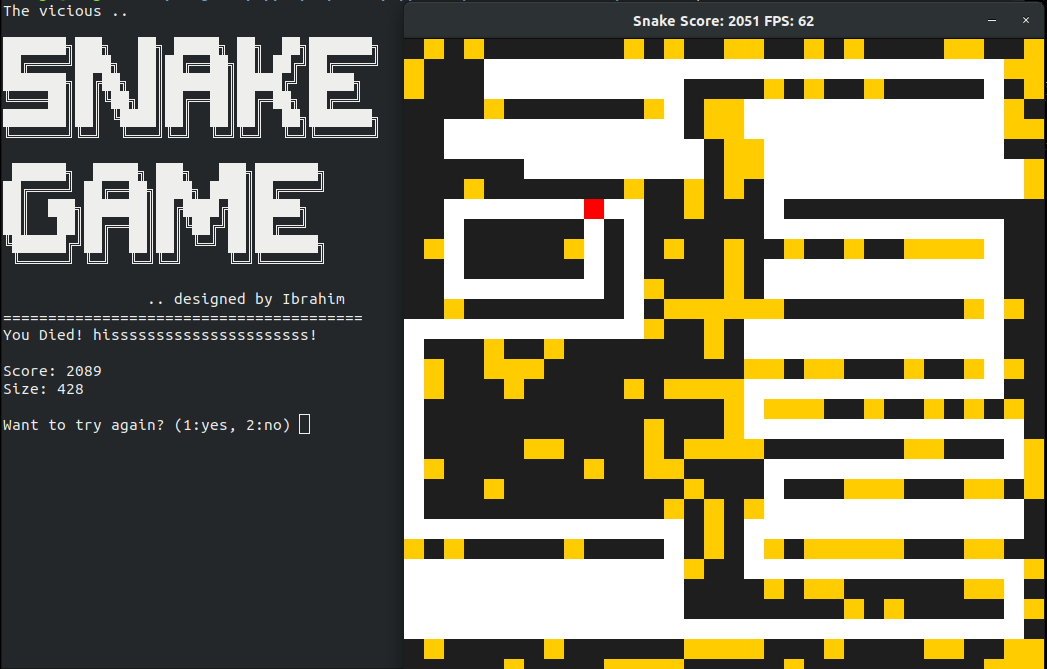 The vicious ..
SNAKE
GAME
.. designed by Ibrahim
========================================
You Died! hisssssssssssssssssssssss!
Score: 2089
Size: 428
Want to try again? (1:yes, 2:no)
Snake Score: 2051 FPS: 62